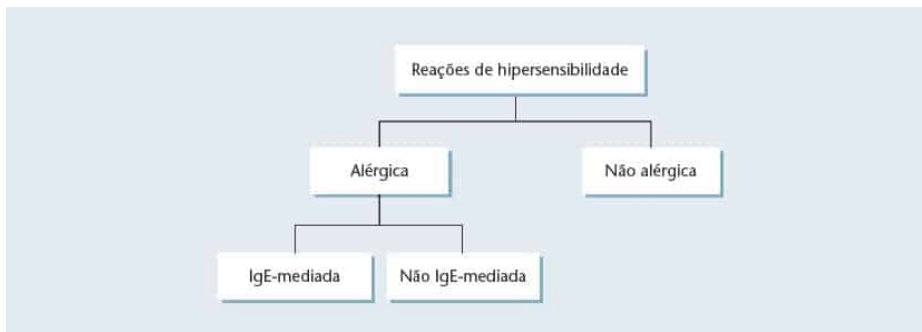 Reações de hipersensibilidade
Alérgica
Não alérgica
IgE-mediada
Não IgE-mediada